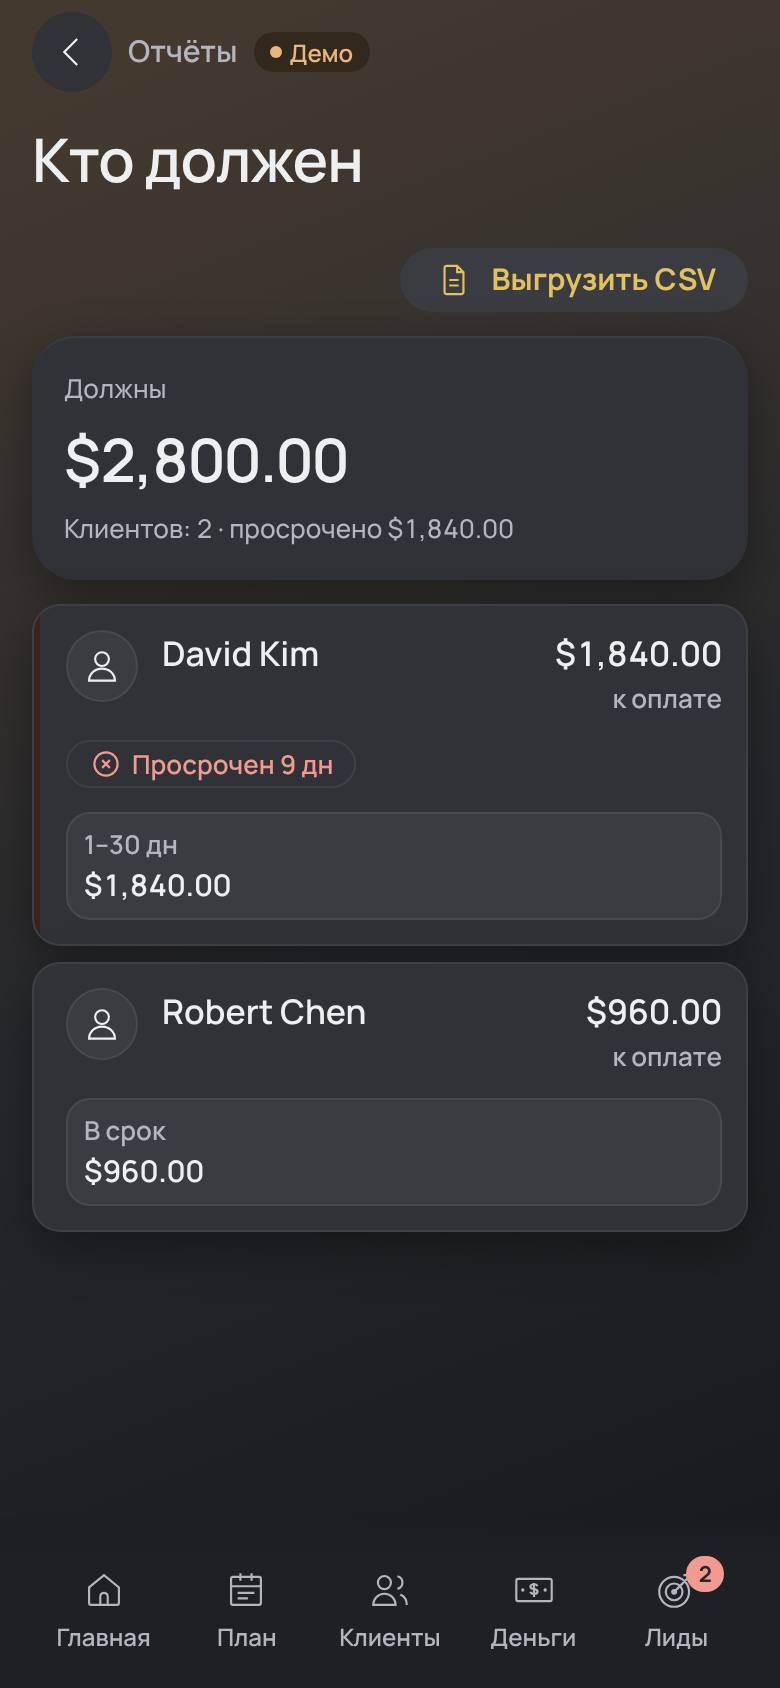 Отчёты
Демо
Кто должен
Выгрузить CSV
Должны
$2,800.00
Клиентов: 2 · просрочено $1,840.00
David Kim
$1,840.00
к оплате
Просрочен 9 дн
1–30 дн
$1,840.00
Robert Chen
$960.00
к оплате
В срок
$960.00
2
Главная
План
Клиенты
Деньги
Лиды